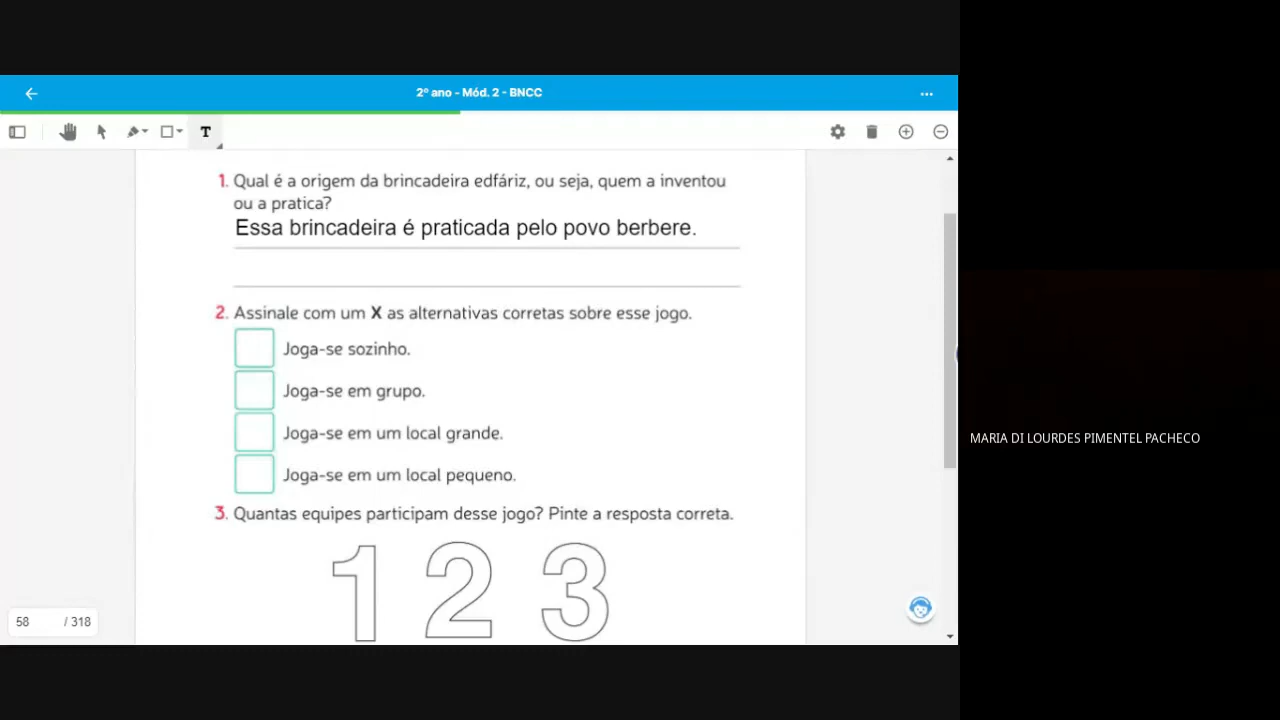 2º ano - Mód. 2 - BNCC
...
T
1. Qual é a origem da brincadeira edfáriz, ou seja, quem a inventou
ou a pratica?
Essa brincadeira é praticada pelo povo berbere.
2. Assinale com um X as alternativas corretas sobre esse jogo.
Joga-se sozinho.
Joga-se em grupo.
Joga-se em um local grande.
Joga-se em um local pequeno.
3. Quantas equipes participam desse jogo? Pinte a resposta correta.
1 2 3
58 / 318
MARIA DI LOURDES PIMENTEL PACHECO